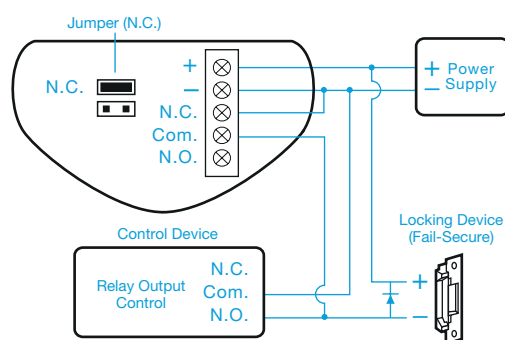 Jumper (N.C.)
N.C.
+
−
N.C.
Com.
N.O.
+ Power
− Supply
Control Device
Relay Output
Control
N.C.
Com.
N.O.
Locking Device
(Fail-Secure)
+
−